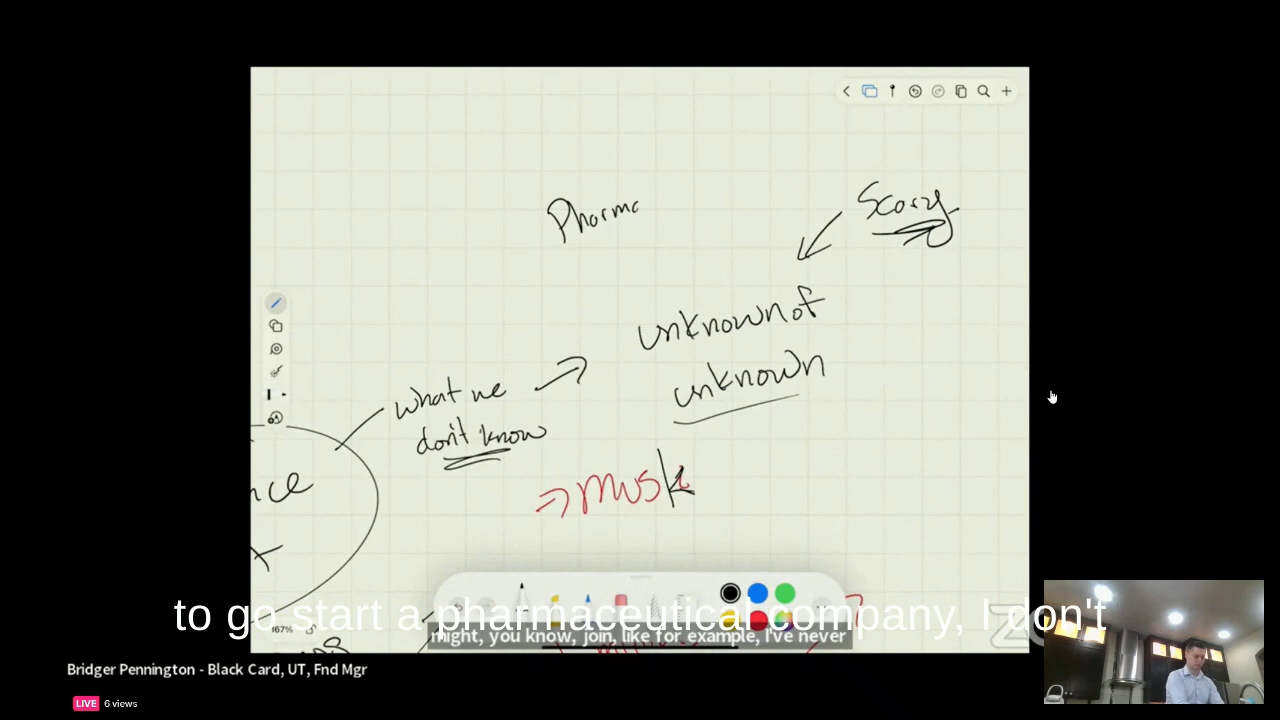 Scary
Pharma
unknown of
unknown
what we
don't know
nce
⇒ Musk
167%
to go start a pharmaceutical company, I don't
might, you know, join, like for example, I've never
Bridger Pennington - Black Card, UT, Fnd Mgr
LIVE 6 views